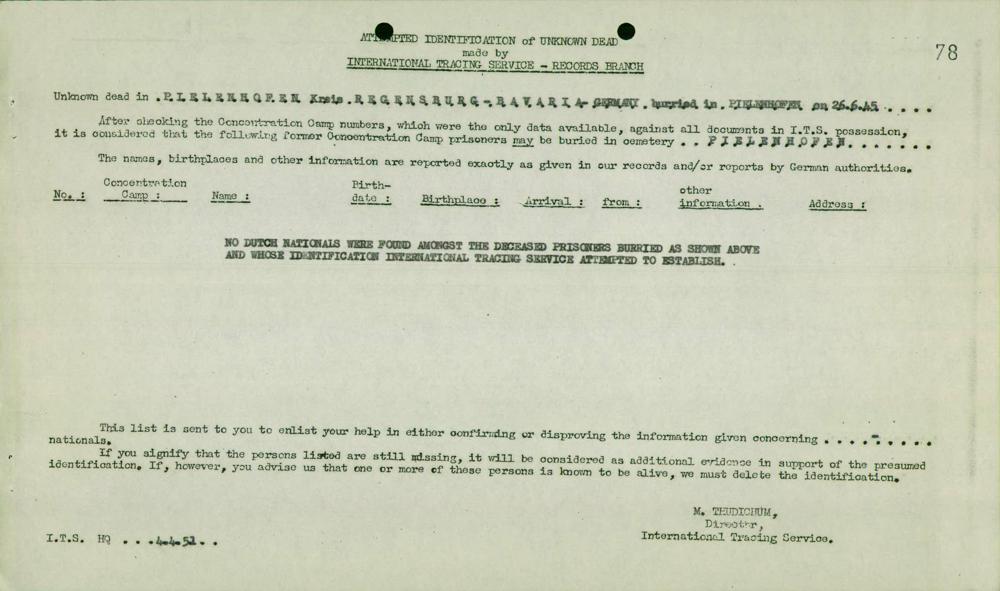 78
ATTEMPTED IDENTIFICATION of UNKNOWN DEAD
made by
INTERNATIONAL TRACING SERVICE - RECORDS BRANCH
Unknown dead in .P.I.E.L.E.N.H.O.F.E.N Kreis.R.E.G.E.N.S.B.U.R.G.-.B.A.V.A.R.I.A- GERMANY. burried in. PIELENHOFEN on 26.6.45 . . . .
After checking the Concentration Camp numbers, which were the only data available, against all documents in I.T.S. possession,
it is considered that the following former Concentration Camp prisoners may be buried in cemetery . . P I E L E N H O F E N. . . . . . .
The names, birthplaces and other information are reported exactly as given in our records and/or reports by German authorities.
No. : Concentration Camp : Name : Birth-date : Birthplace : Arrival : from : other information . Address :
NO DUTCH NATIONALS WERE FOUND AMONGST THE DECEASED PRISONERS BURRIED AS SHOWN ABOVE
AND WHOSE IDENTIFICATION INTERNATIONAL TRACING SERVICE ATTEMPTED TO ESTABLISH.
This list is sent to you to enlist your help in either confirming or disproving the information given concerning . . . . - . . . .
nationals.
If you signify that the persons listed are still missing, it will be considered as additional evidence in support of the presumed
identification. If, however, you advise us that one or more of these persons is known to be alive, we must delete the identification.
M. THUDICHUM,
Director,
International Tracing Service.
I.T.S. HQ . . .4.4.51. .